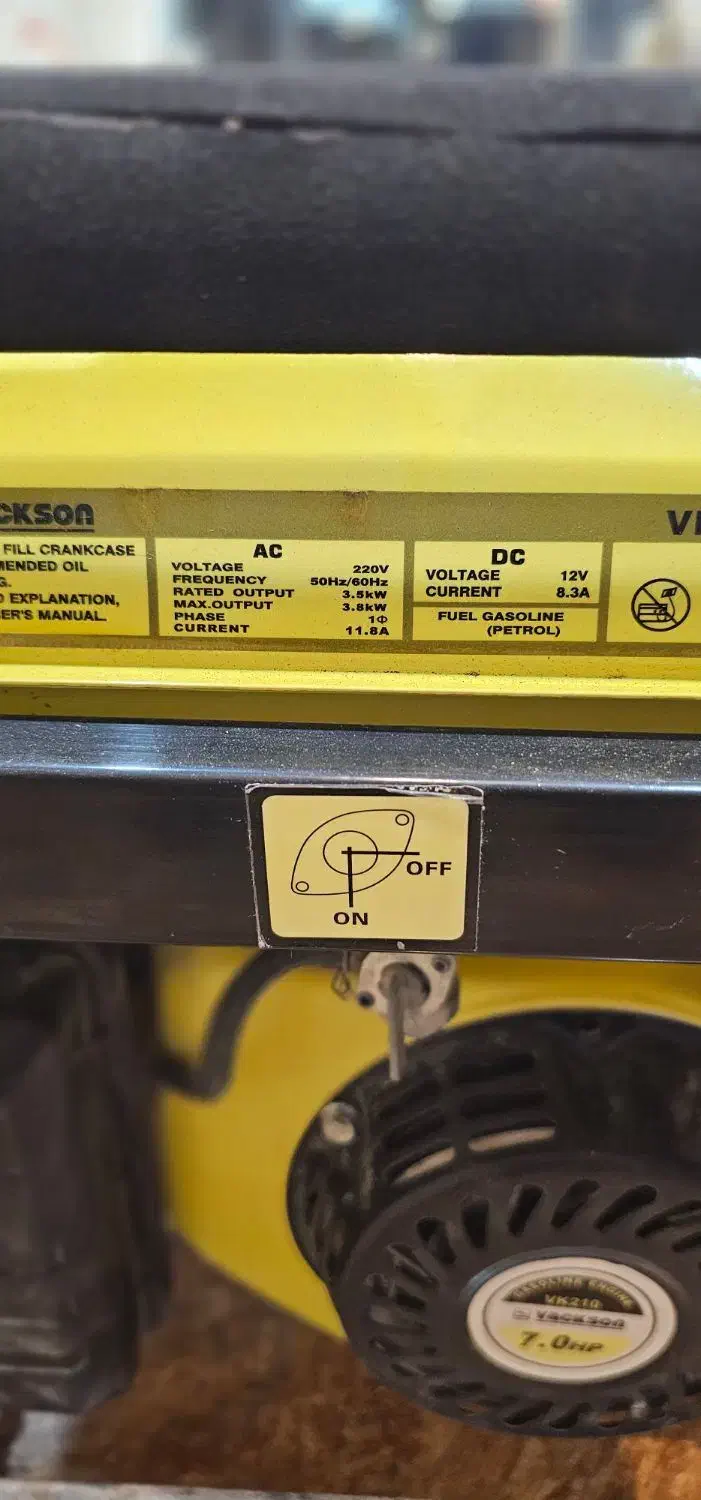 CKSON
FILL CRANKCASE
MENDED OIL
G.
D EXPLANATION,
ER'S MANUAL.
AC
VOLTAGE 220V
FREQUENCY 50Hz/60Hz
RATED OUTPUT 3.5kW
MAX.OUTPUT 3.8kW
PHASE 1Φ
CURRENT 11.8A
DC
VOLTAGE 12V
CURRENT 8.3A
FUEL GASOLINE
(PETROL)
OFF
ON
GASOLINE ENGINE
VK210
VACKSON
7.0HP